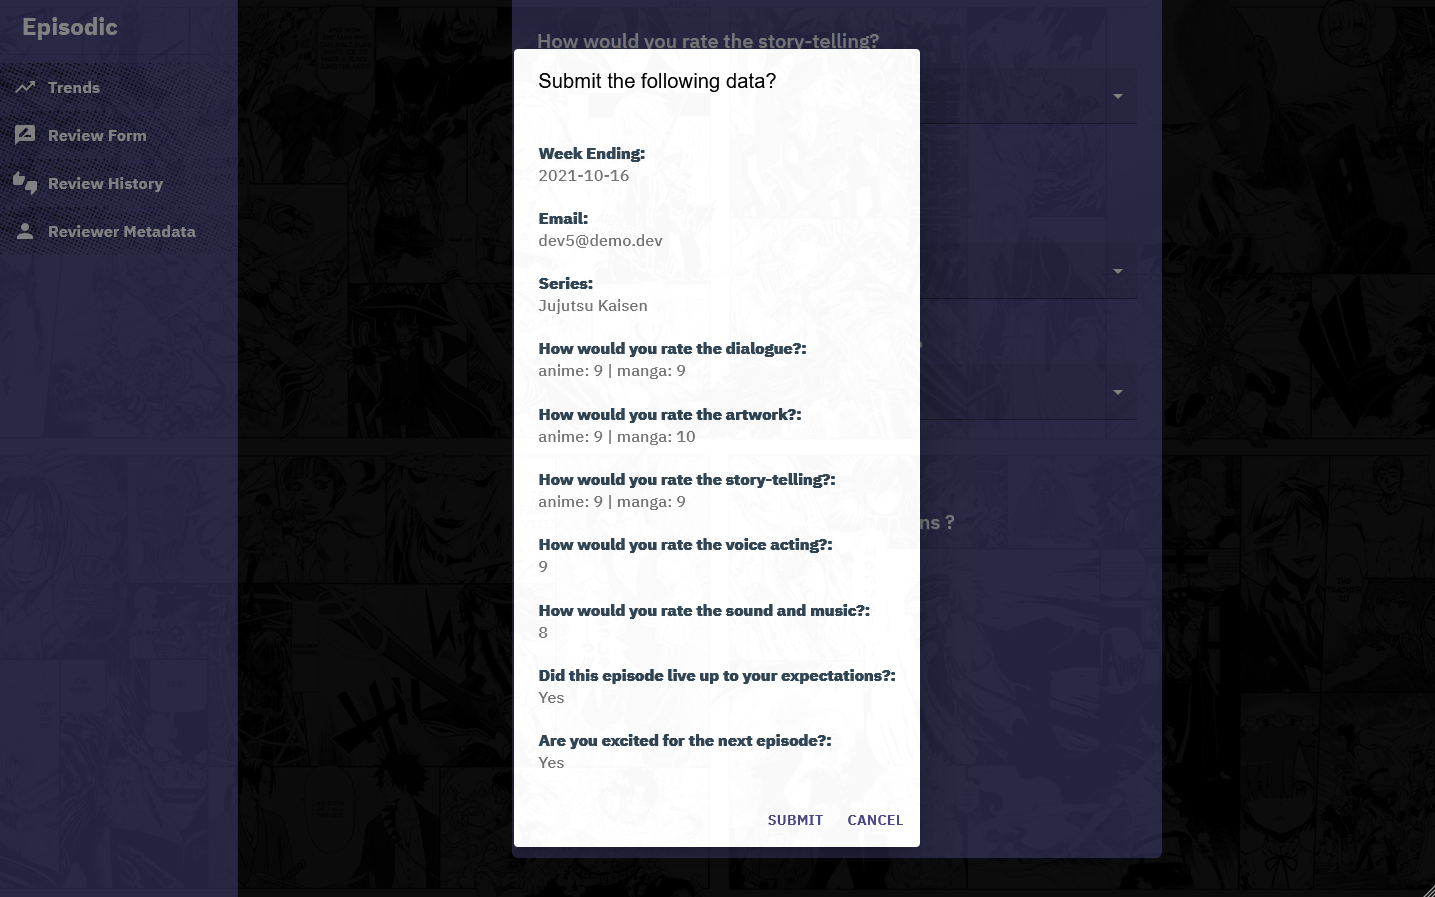 Episodic
Trends
Review Form
Review History
Reviewer Metadata
How would you rate the story-telling?
Submit the following data?
Week Ending:
2021-10-16
Email:
dev5@demo.dev
Series:
Jujutsu Kaisen
How would you rate the dialogue?:
anime: 9 | manga: 9
How would you rate the artwork?:
anime: 9 | manga: 10
How would you rate the story-telling?:
anime: 9 | manga: 9
How would you rate the voice acting?:
9
How would you rate the sound and music?:
8
Did this episode live up to your expectations?:
Yes
Are you excited for the next episode?:
Yes
ns ?
SUBMIT CANCEL